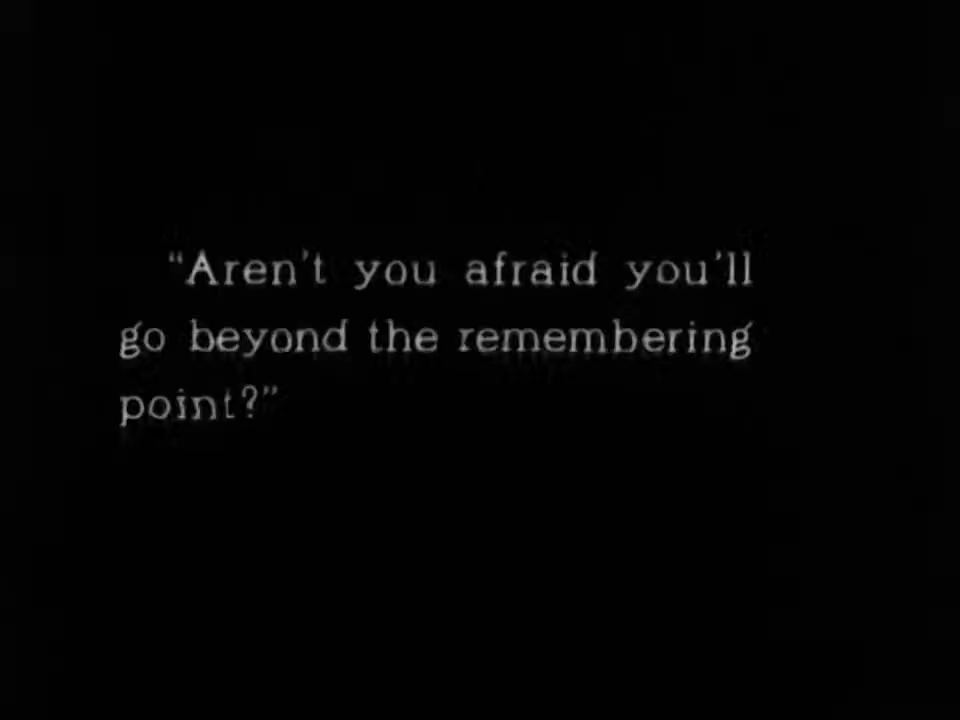 “Aren't you afraid you'll
go beyond the remembering
point?”